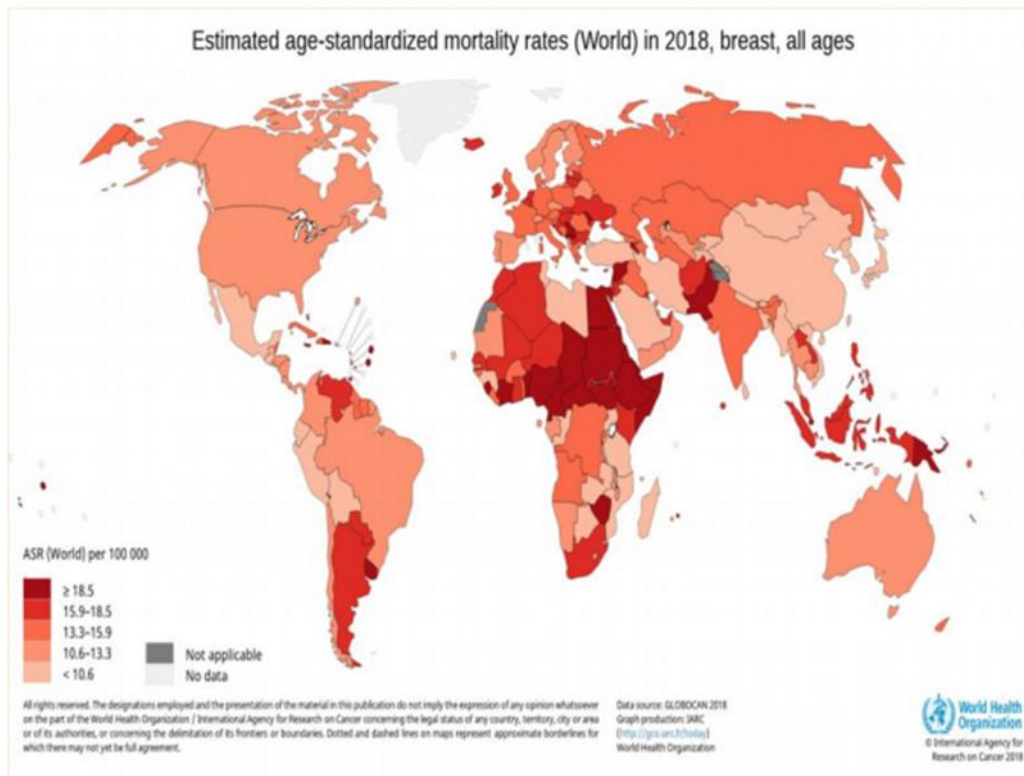 Estimated age-standardized mortality rates (World) in 2018, breast, all ages
ASR (World) per 100 000
≥ 18.5
15.9–18.5
13.3–15.9
10.6–13.3
< 10.6
Not applicable
No data
All rights reserved. The designations employed and the presentation of the material in this publication do not imply the expression of any opinion whatsoever
on the part of the World Health Organization / International Agency for Research on Cancer concerning the legal status of any country, territory, city or area
or of its authorities, or concerning the delimitation of its frontiers or boundaries. Dotted and dashed lines on maps represent approximate borderlines for
which there may not yet be full agreement.
Data source: GLOBOCAN 2018
Graph production: IARC
(http://gco.iarc.fr/today)
World Health Organization
World Health
Organization
© International Agency for
Research on Cancer 2018